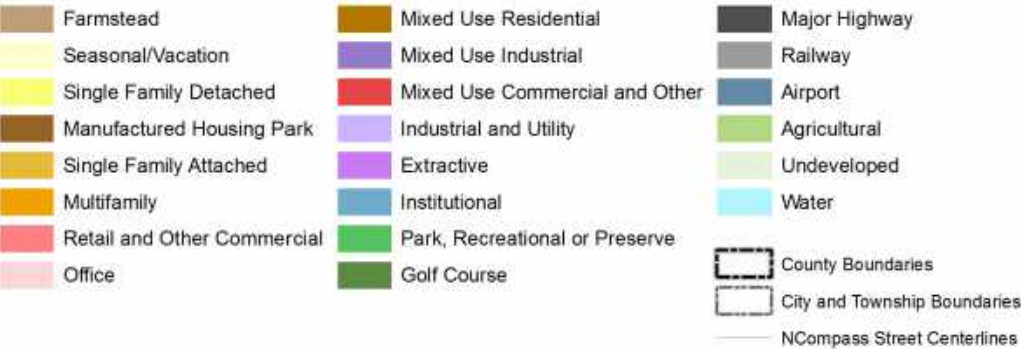 Farmstead
Seasonal/Vacation
Single Family Detached
Manufactured Housing Park
Single Family Attached
Multifamily
Retail and Other Commercial
Office
Mixed Use Residential
Mixed Use Industrial
Mixed Use Commercial and Other
Industrial and Utility
Extractive
Institutional
Park, Recreational or Preserve
Golf Course
Major Highway
Railway
Airport
Agricultural
Undeveloped
Water
County Boundaries
City and Township Boundaries
NCompass Street Centerlines